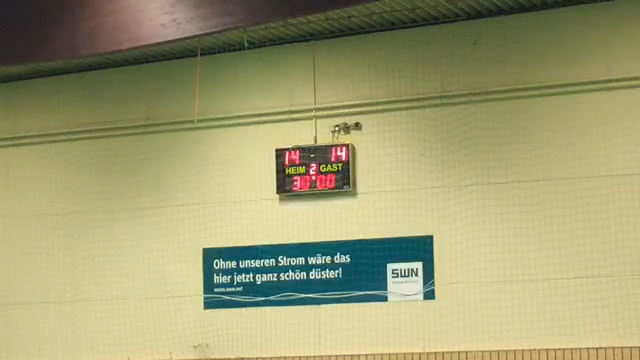 14 14
HEIM 2 GAST
30:00
Ohne unseren Strom wäre das
hier jetzt ganz schön düster!
www.swn.net
SWN